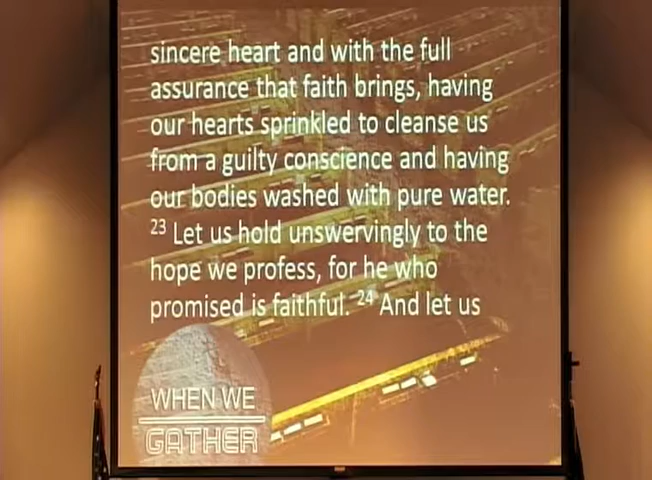 sincere heart and with the full
assurance that faith brings, having
our hearts sprinkled to cleanse us
from a guilty conscience and having
our bodies washed with pure water.
23 Let us hold unswervingly to the
hope we profess, for he who
promised is faithful. 24 And let us
WHEN WE
GATHER